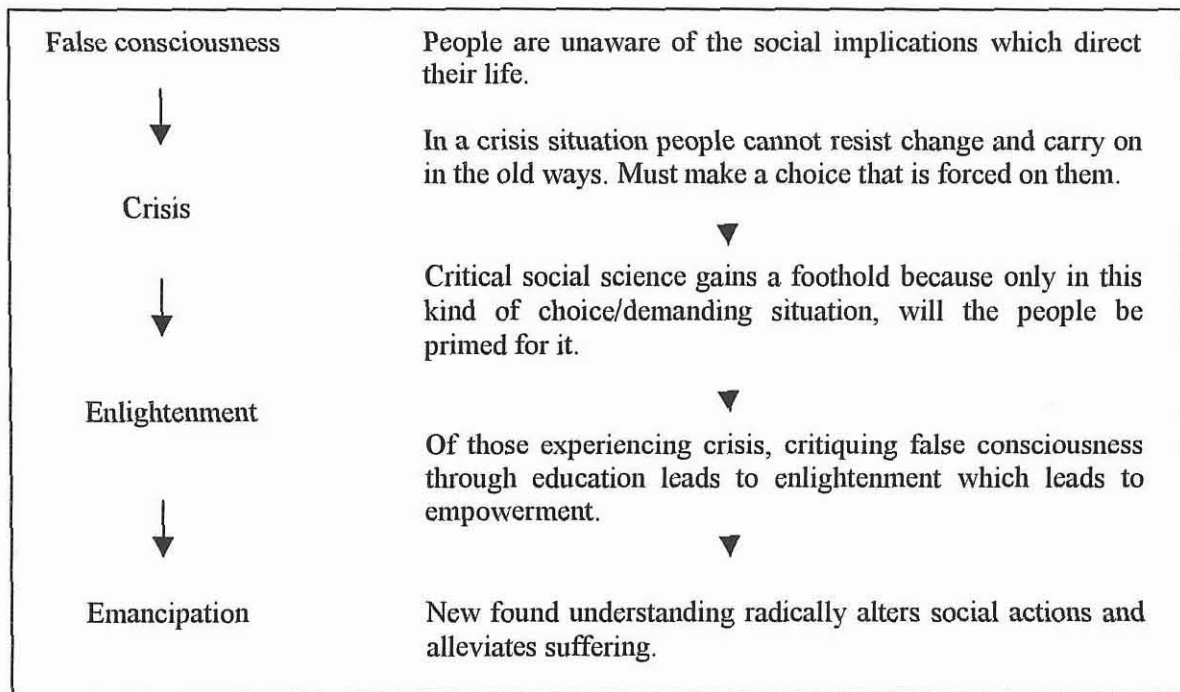 False consciousness
People are unaware of the social implications which direct
their life.
In a crisis situation people cannot resist change and carry on
in the old ways. Must make a choice that is forced on them.
Crisis
Critical social science gains a foothold because only in this
kind of choice/demanding situation, will the people be
primed for it.
Enlightenment
Of those experiencing crisis, critiquing false consciousness
through education leads to enlightenment which leads to
empowerment.
Emancipation
New found understanding radically alters social actions and
alleviates suffering.